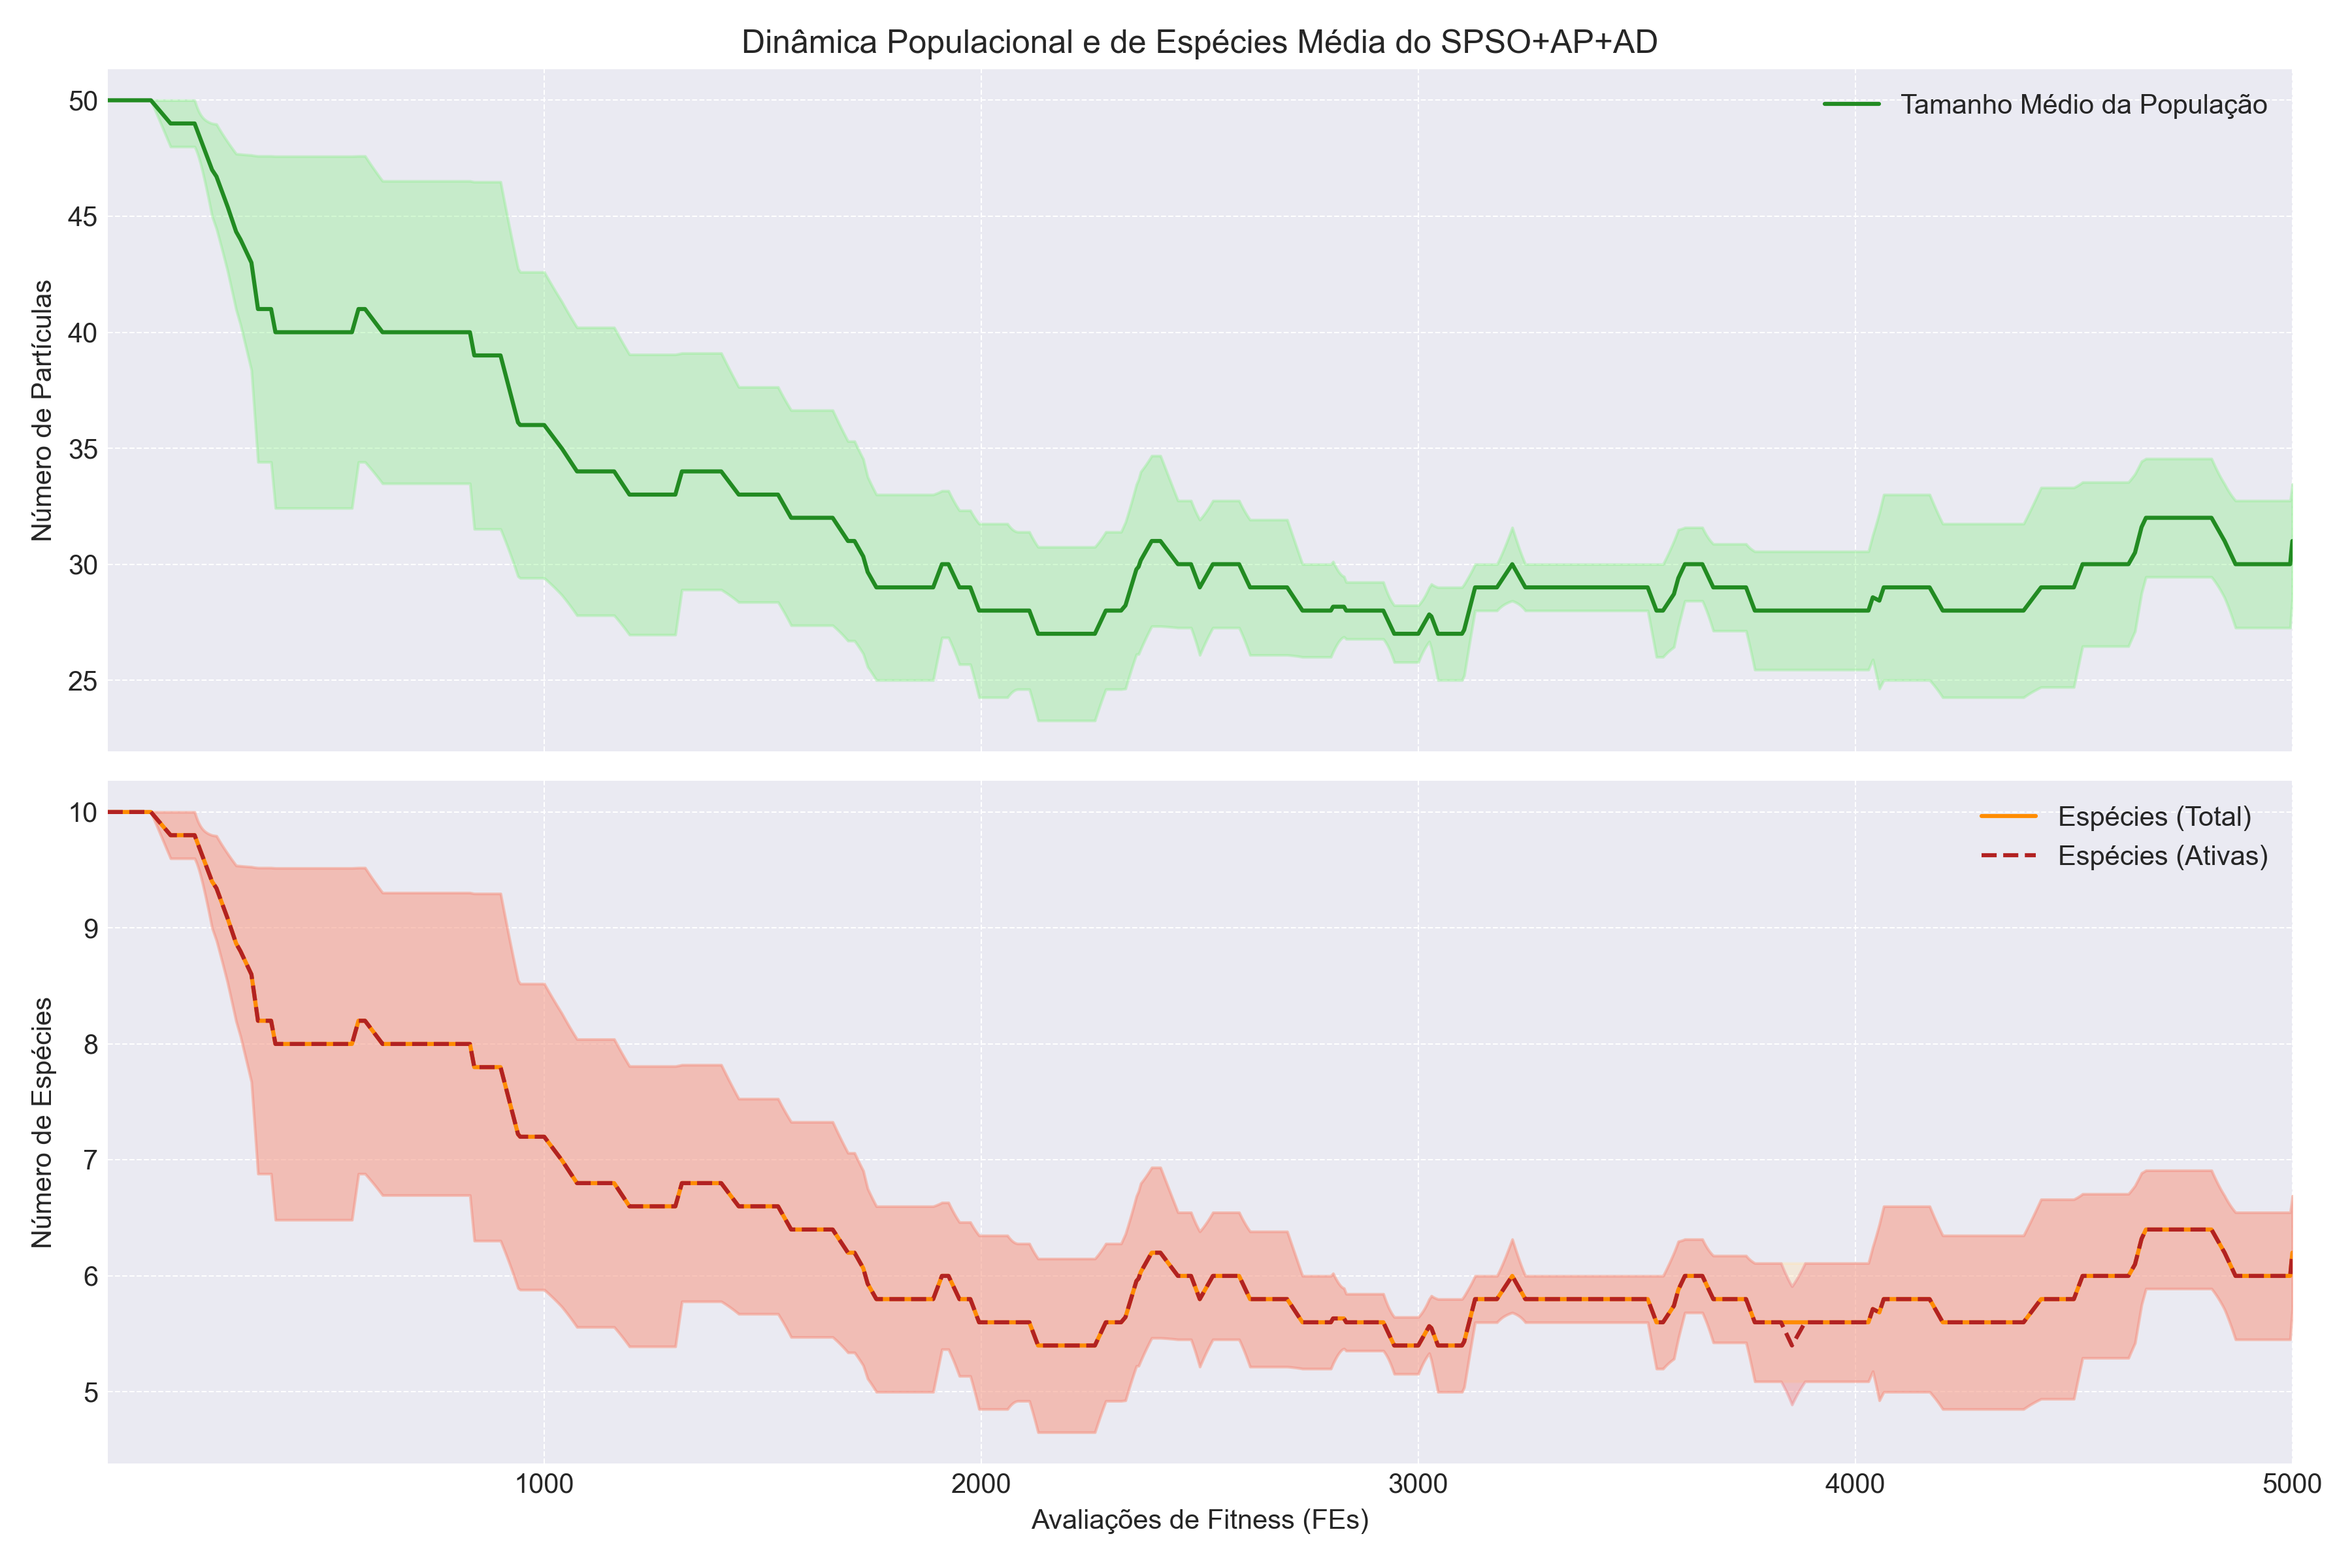 Dinâmica Populacional e de Espécies Média do SPSO+AP+AD
Tamanho Médio da População
Número de Partículas
50
45
40
35
30
25
Espécies (Total)
Espécies (Ativas)
Número de Espécies
10
9
8
7
6
5
1000 2000 3000 4000 5000
Avaliações de Fitness (FEs)